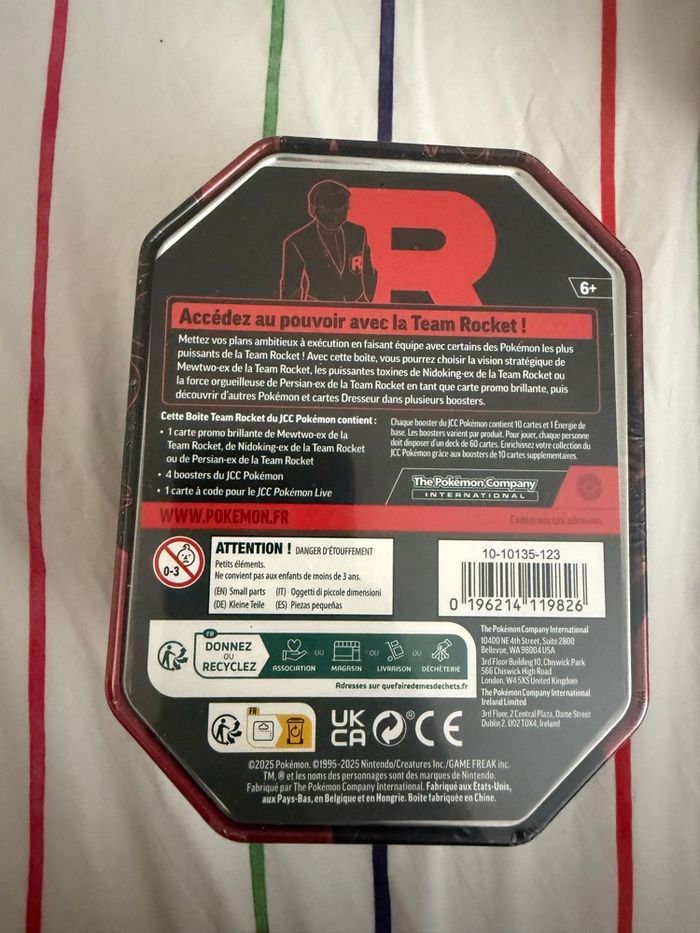 R
R
6+
Accédez au pouvoir avec la Team Rocket !
Mettez vos plans ambitieux à exécution en faisant équipe avec certains des Pokémon les plus
puissants de la Team Rocket ! Avec cette boîte, vous pourrez choisir la vision stratégique de
Mewtwo-ex de la Team Rocket, les puissantes toxines de Nidoking-ex de la Team Rocket ou
la force orgueilleuse de Persian-ex de la Team Rocket en tant que carte promo brillante, puis
découvrir d'autres Pokémon et cartes Dresseur dans plusieurs boosters.
Cette Boîte Team Rocket du JCC Pokémon contient :
• 1 carte promo brillante de Mewtwo-ex de la
Team Rocket, de Nidoking-ex de la Team Rocket
ou de Persian-ex de la Team Rocket
• 4 boosters du JCC Pokémon
• 1 carte à code pour le JCC Pokémon Live
Chaque booster du JCC Pokémon contient 10 cartes et 1 Énergie de
base. Les boosters varient par produit. Pour jouer, chaque personne
doit disposer d'un deck de 60 cartes. Enrichissez votre collection du
JCC Pokémon grâce aux boosters de 10 cartes supplémentaires.
The Pokémon Company
INTERNATIONAL
WWW.POKEMON.FR
Conservez ces adresses.
0-3
ATTENTION ! DANGER D'ÉTOUFFEMENT
Petits éléments.
Ne convient pas aux enfants de moins de 3 ans.
(EN) Small parts (IT) Oggetti di piccole dimensioni
(DE) Kleine Teile (ES) Piezas pequeñas
10-10135-123
0 196214 119826
FR
DONNEZ
OU
RECYCLEZ
ASSOCIATION
OU
MAGASIN
OU
LIVRAISON
OU
DÉCHÈTERIE
Adresses sur quefairedemesdechets.fr
The Pokémon Company International
10400 NE 4th Street, Suite 2800
Bellevue, WA 98004 USA
3rd Floor Building 10, Chiswick Park
566 Chiswick High Road
London, W4 5XS United Kingdom
The Pokémon Company International
Ireland Limited
3rd Floor, 2 Central Plaza, Dame Street
Dublin 2, D02 T0X4, Ireland
FR
UK
CA
CE
©2025 Pokémon. ©1995-2025 Nintendo/Creatures Inc./GAME FREAK inc.
TM, ® et les noms des personnages sont des marques de Nintendo.
Fabriqué par The Pokémon Company International. Fabriqué aux États-Unis,
aux Pays-Bas, en Belgique et en Hongrie. Boîte fabriquée en Chine.